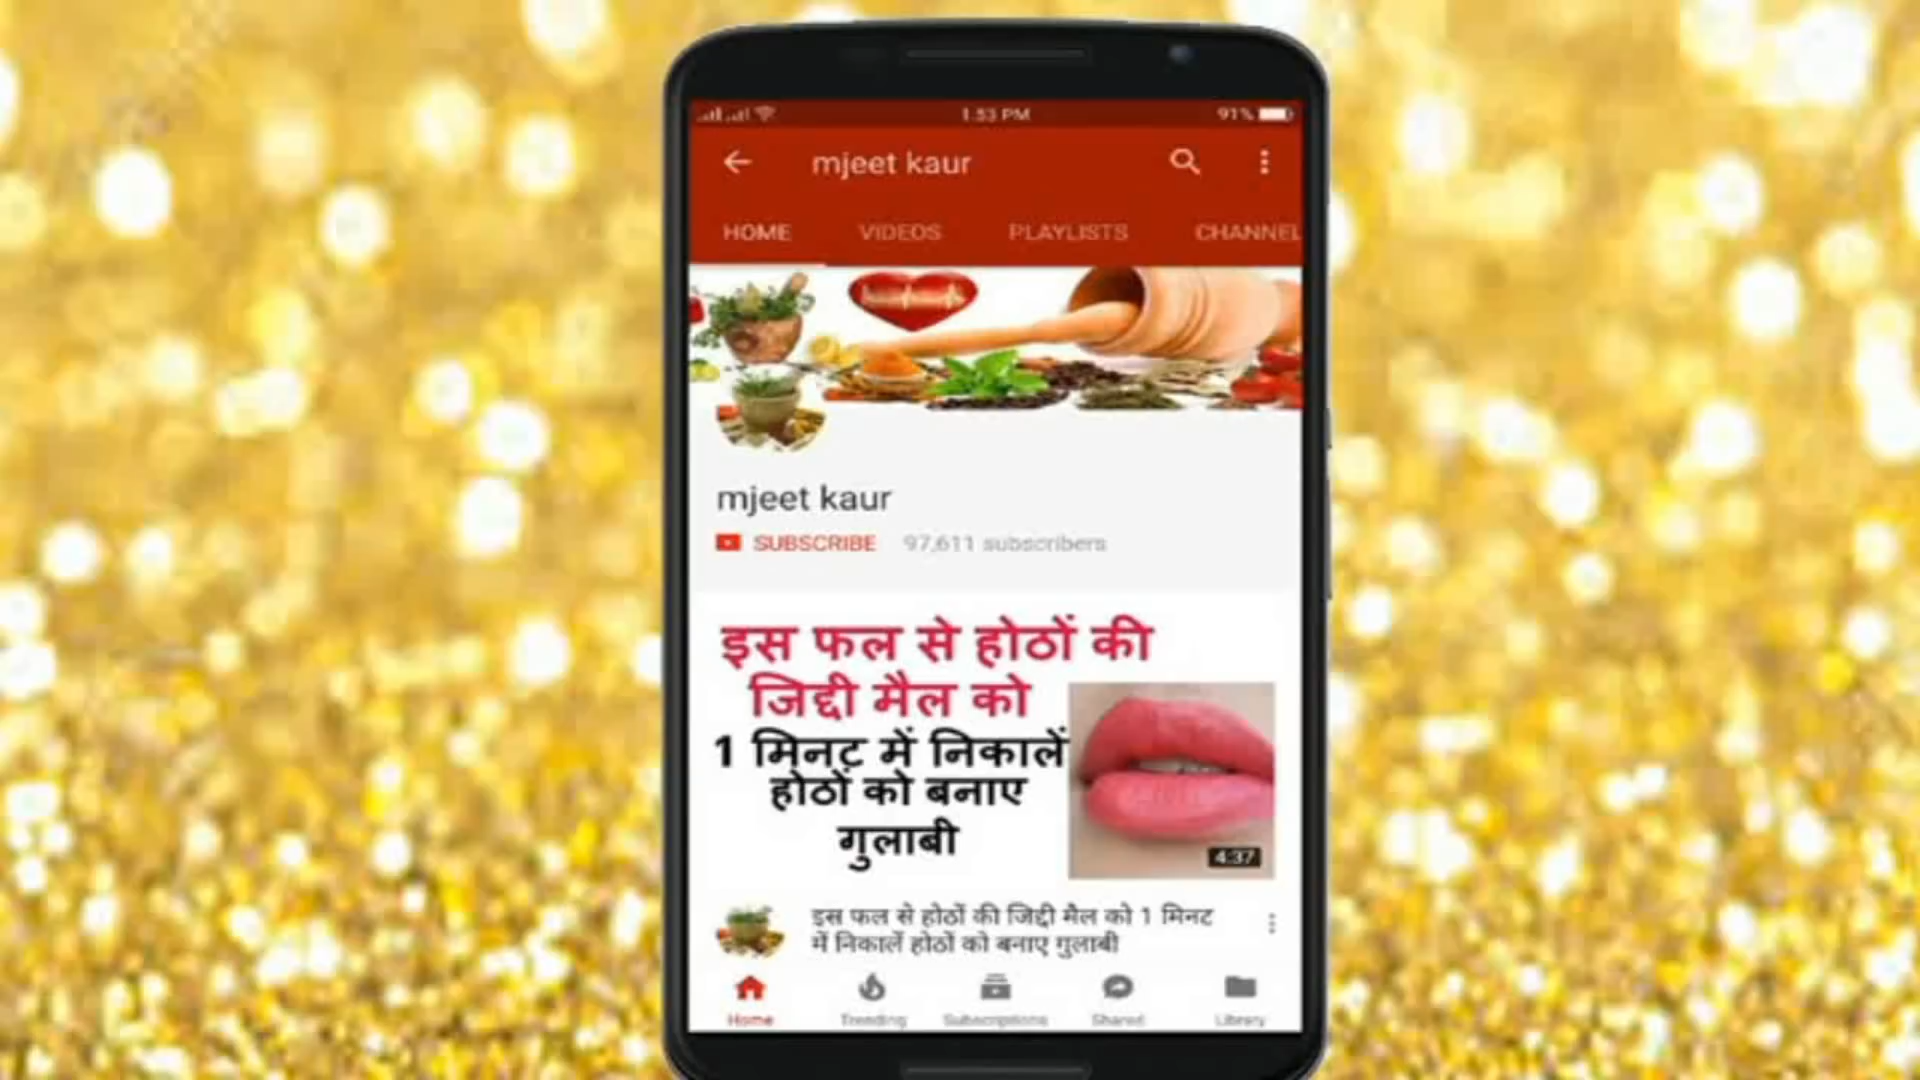 1:53 PM
91%
mjeet kaur
HOME VIDEOS PLAYLISTS CHANNEL
mjeet kaur
SUBSCRIBE 97,611 subscribers
इस फल से होठों की
जिद्दी मैल को
1 मिनट में निकालें
होठों को बनाए
गुलाबी
4:37
इस फल से होठों की जिद्दी मैल को 1 मिनट
में निकालें होठों को बनाए गुलाबी
Home Trending Subscriptions Shared Library